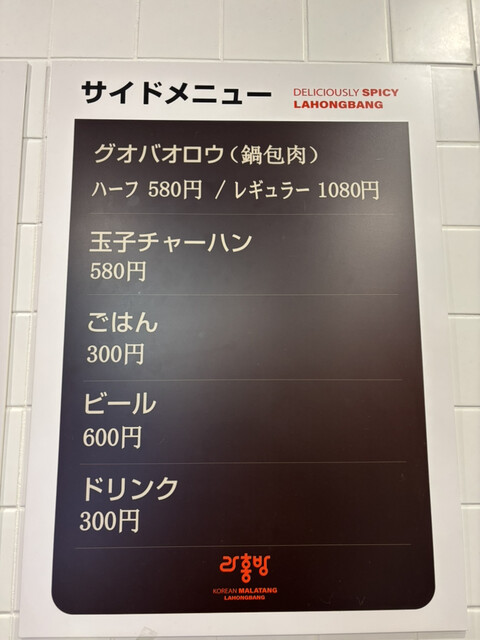 サイドメニュー
DELICIOUSLY SPICY
LAHONGBANG
グオバオロウ（鍋包肉）
ハーフ 580円 / レギュラー 1080円
玉子チャーハン
580円
ごはん
300円
ビール
600円
ドリンク
300円
라홍방
KOREAN MALATANG
LAHONGBANG